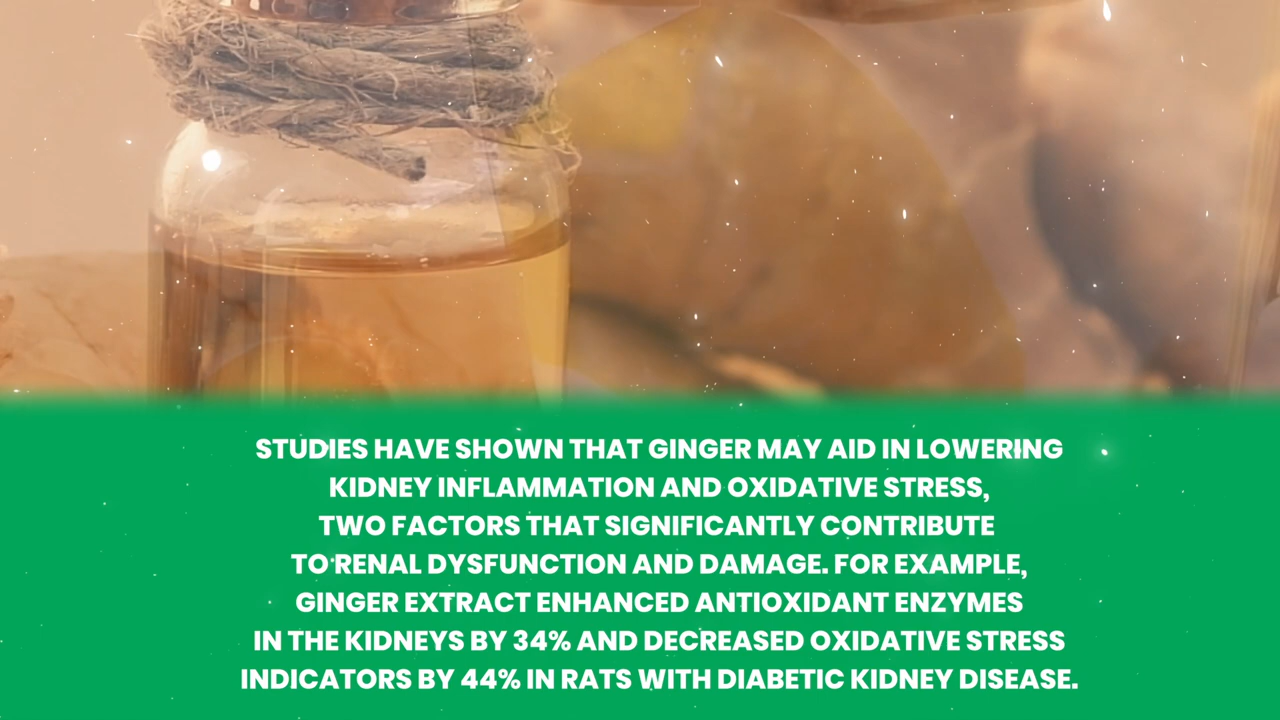 STUDIES HAVE SHOWN THAT GINGER MAY AID IN LOWERING
KIDNEY INFLAMMATION AND OXIDATIVE STRESS,
TWO FACTORS THAT SIGNIFICANTLY CONTRIBUTE
TO RENAL DYSFUNCTION AND DAMAGE. FOR EXAMPLE,
GINGER EXTRACT ENHANCED ANTIOXIDANT ENZYMES
IN THE KIDNEYS BY 34% AND DECREASED OXIDATIVE STRESS
INDICATORS BY 44% IN RATS WITH DIABETIC KIDNEY DISEASE.